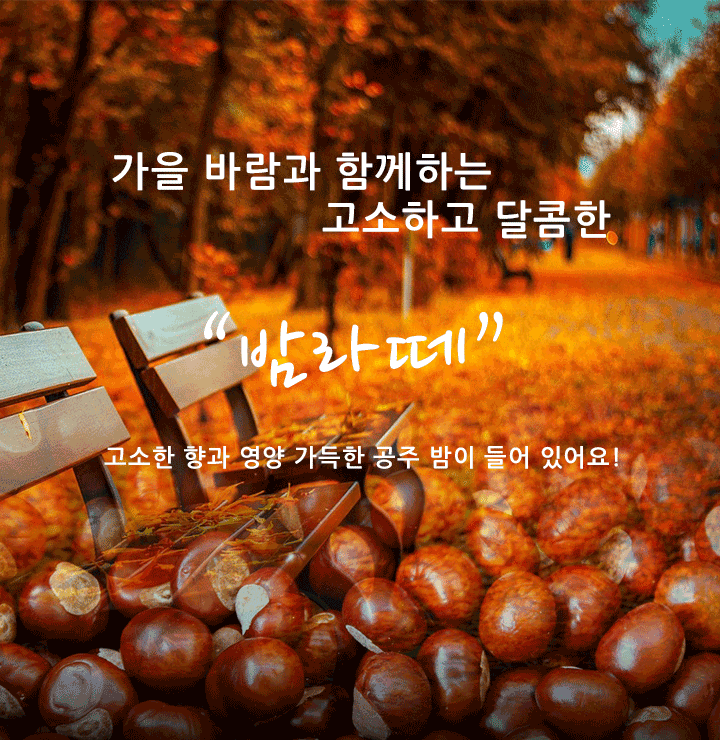 가을 바람과 함께하는
고소하고 달콤한
“밤라떼”
고소한 향과 영양 가득한 공주 밤이 들어 있어요!